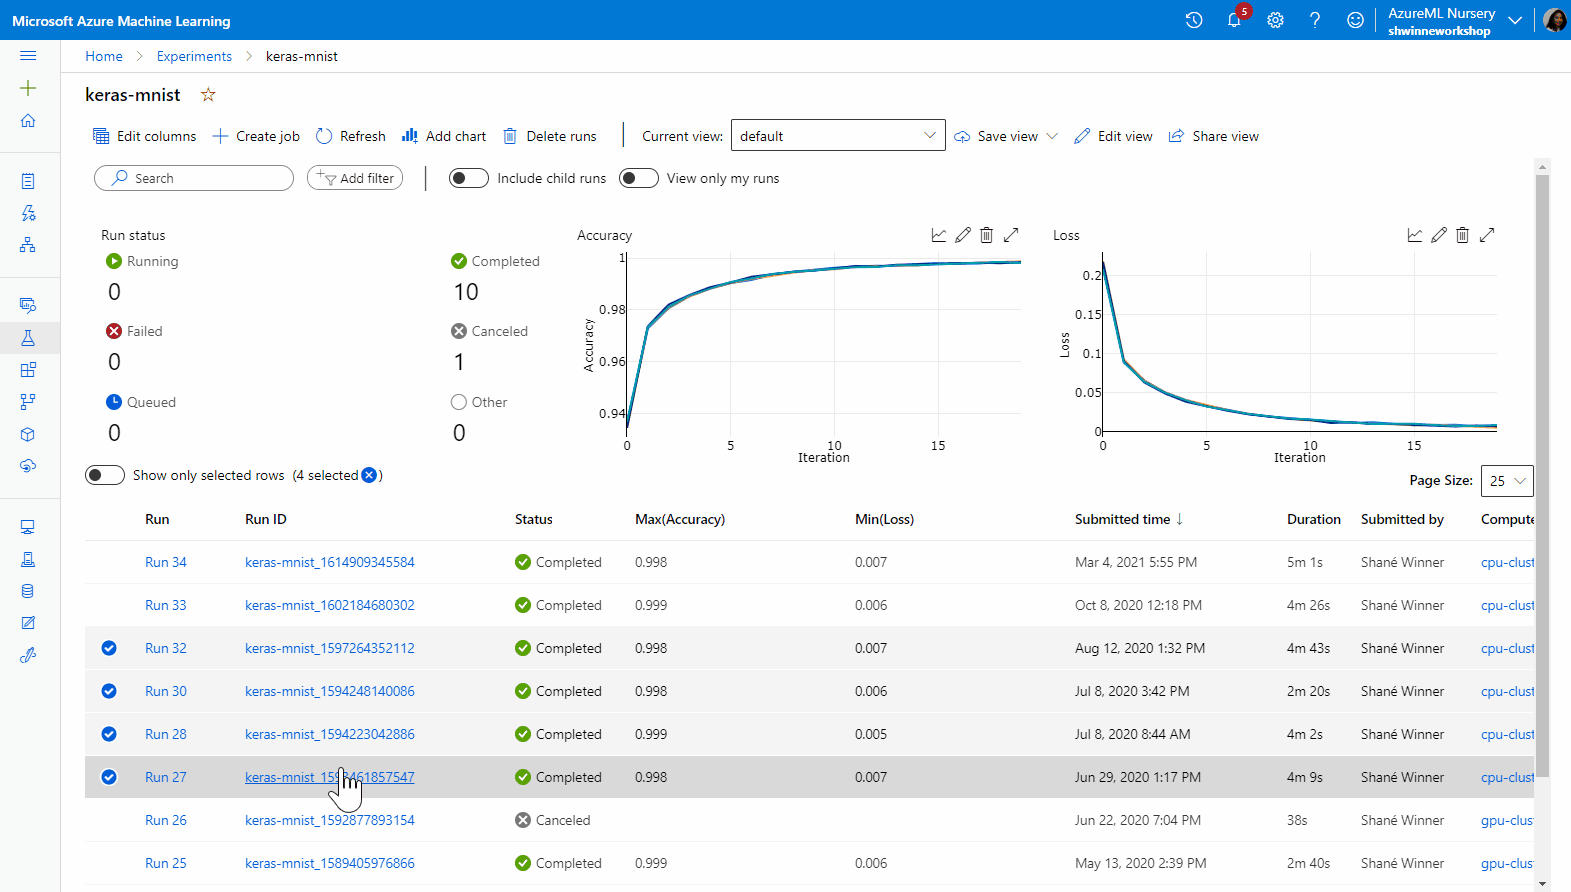 Microsoft Azure Machine Learning
5
AzureML Nursery
shwinneworkshop
Home > Experiments > keras-mnist
keras-mnist
Edit columns Create job Refresh Add chart Delete runs Current view: default Save view Edit view Share view
Search Add filter Include child runs View only my runs
Run status
Running
0
Completed
10
Failed
0
Canceled
1
Queued
0
Other
0
Accuracy
1
0.98
0.96
0.94
Accuracy
0 5 10 15
Iteration
Loss
0.2
0.15
0.1
0.05
0
Loss
0 5 10 15
Iteration
Show only selected rows (4 selected )
Page Size: 25
Run Run ID Status Max(Accuracy) Min(Loss) Submitted time ↓ Duration Submitted by Compute
Run 34 keras-mnist_1614909345584 Completed 0.998 0.007 Mar 4, 2021 5:55 PM 5m 1s Shané Winner cpu-clust
Run 33 keras-mnist_1602184680302 Completed 0.999 0.006 Oct 8, 2020 12:18 PM 4m 26s Shané Winner cpu-clust
Run 32 keras-mnist_1597264352112 Completed 0.998 0.007 Aug 12, 2020 1:32 PM 4m 43s Shané Winner cpu-clust
Run 30 keras-mnist_1594248140086 Completed 0.998 0.006 Jul 8, 2020 3:42 PM 2m 20s Shané Winner cpu-clust
Run 28 keras-mnist_1594223042886 Completed 0.999 0.005 Jul 8, 2020 8:44 AM 4m 2s Shané Winner cpu-clust
Run 27 Completed 0.998 0.007 Jun 29, 2020 1:17 PM 4m 9s Shané Winner cpu-clust
Run 26 keras-mnist_1592877893154 Canceled Jun 22, 2020 7:04 PM 38s Shané Winner gpu-clus
Run 25 keras-mnist_1589405976866 Completed 0.999 0.006 May 13, 2020 2:39 PM 2m 40s Shané Winner gpu-clus